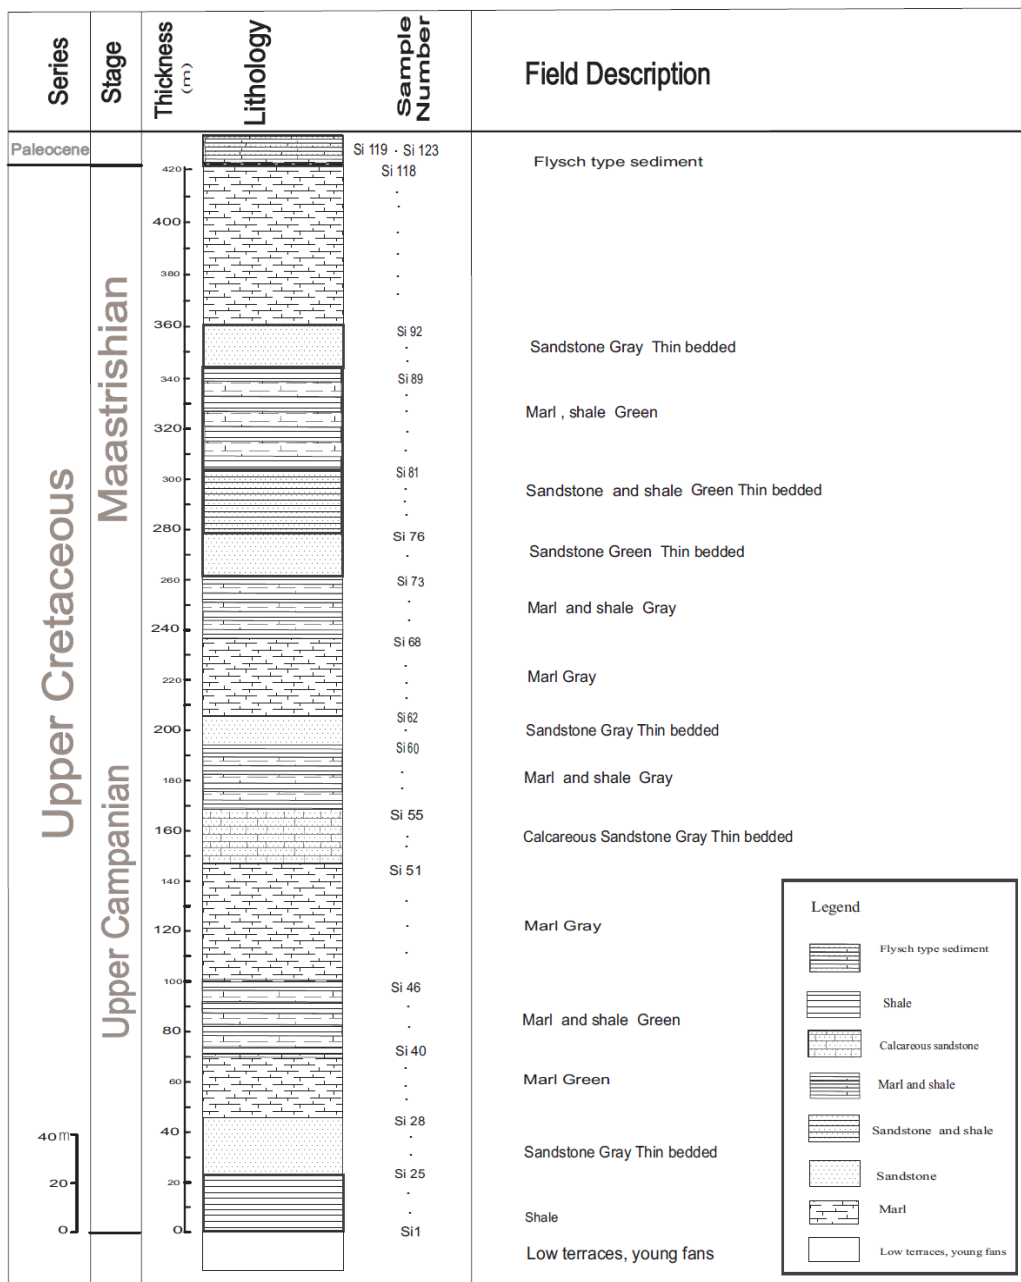 Series
Stage
Thickness
(m)
Lithology
Sample
Number
Field Description
Paleocene
Upper Cretaceous
Maastrishian
Upper Campanian
Si 119 - Si 123
Flysch type sediment
420
Si 118
400
380
360
Si 92
Sandstone Gray Thin bedded
340
Si 89
Marl , shale Green
320
Si 81
300
Sandstone and shale Green Thin bedded
280
Si 76
Sandstone Green Thin bedded
260
Si 73
Marl and shale Gray
240
Si 68
Marl Gray
220
Si 62
200
Sandstone Gray Thin bedded
Si 60
Marl and shale Gray
180
Si 55
160
Calcareous Sandstone Gray Thin bedded
Si 51
140
Marl Gray
120
100
Si 46
Marl and shale Green
80
Si 40
60
Marl Green
Si 28
40
Sandstone Gray Thin bedded
Si 25
20
Shale
0
Si1
Low terraces, young fans
40 m
20
0
Legend
Flysch type sediment
Shale
Calcareous sandstone
Marl and shale
Sandstone and shale
Sandstone
Marl
Low terraces, young fans